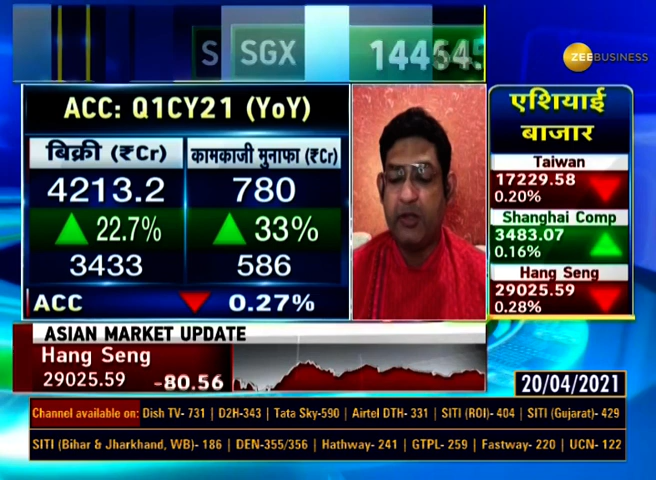 S SGX 14464.
ZEEBUSINESS
ACC: Q1CY21 (YoY)
बिक्री (₹Cr) कामकाजी मुनाफा (₹Cr)
4213.2 780
22.7% 33%
3433 586
ACC 0.27%
एशियाई
बाजार
Taiwan
17229.58
0.20%
Shanghai Comp
3483.07
0.16%
Hang Seng
29025.59
0.28%
ASIAN MARKET UPDATE
Hang Seng
29025.59 -80.56
20/04/2021
Channel available on: Dish TV- 731 | D2H-343 | Tata Sky-590 | Airtel DTH- 331 | SITI (ROI)- 404 | SITI (Gujarat)- 429
SITI (Bihar & Jharkhand, WB)- 186 | DEN-355/356 | Hathway- 241 | GTPL- 259 | Fastway- 220 | UCN- 122